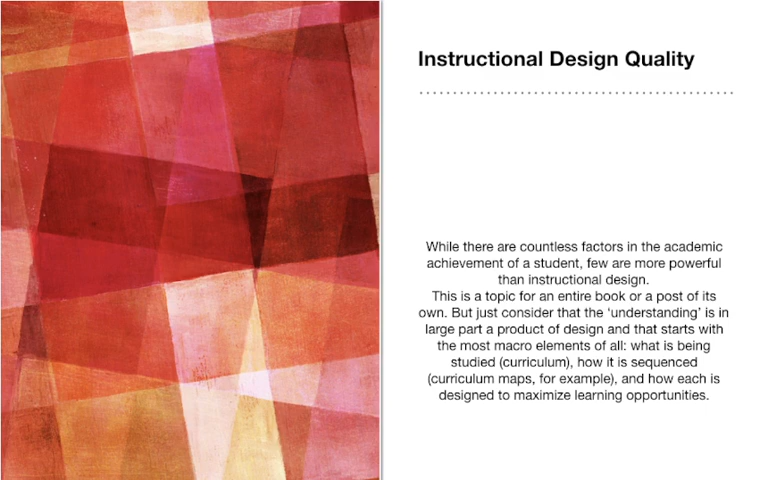 Instructional Design Quality
While there are countless factors in the academic
achievement of a student, few are more powerful
than instructional design.
This is a topic for an entire book or a post of its
own. But just consider that the ‘understanding’ is in
large part a product of design and that starts with
the most macro elements of all: what is being
studied (curriculum), how it is sequenced
(curriculum maps, for example), and how each is
designed to maximize learning opportunities.